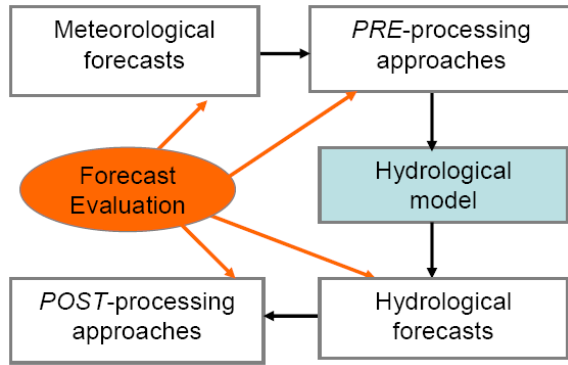 Meteorological
forecasts
PRE-processing
approaches
Forecast
Evaluation
Hydrological
model
POST-processing
approaches
Hydrological
forecasts